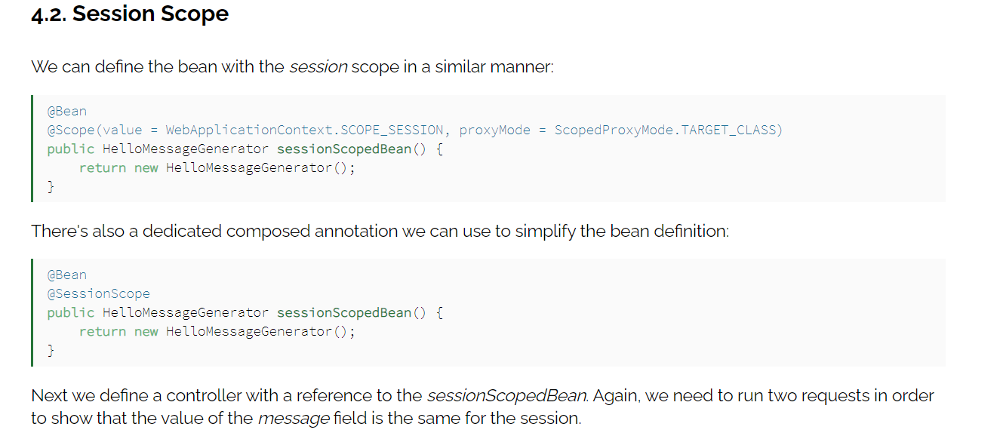 4.2. Session Scope
We can define the bean with the session scope in a similar manner:
@Bean
@Scope(value = WebApplicationContext.SCOPE_SESSION, proxyMode = ScopedProxyMode.TARGET_CLASS)
public HelloMessageGenerator sessionScopedBean() {
    return new HelloMessageGenerator();
}
There's also a dedicated composed annotation we can use to simplify the bean definition:
@Bean
@SessionScope
public HelloMessageGenerator sessionScopedBean() {
    return new HelloMessageGenerator();
}
Next we define a controller with a reference to the sessionScopedBean. Again, we need to run two requests in order
to show that the value of the message field is the same for the session.